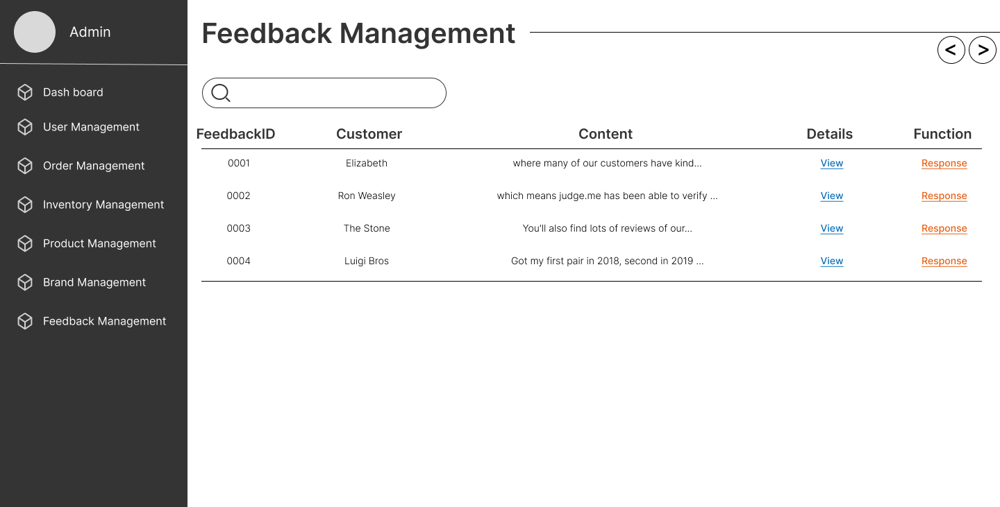 Admin
Dash board
User Management
Order Management
Inventory Management
Product Management
Brand Management
Feedback Management
Feedback Management
< >
FeedbackID Customer Content Details Function
0001 Elizabeth where many of our customers have kind... View Response
0002 Ron Weasley which means judge.me has been able to verify ... View Response
0003 The Stone You'll also find lots of reviews of our... View Response
0004 Luigi Bros Got my first pair in 2018, second in 2019 ... View Response